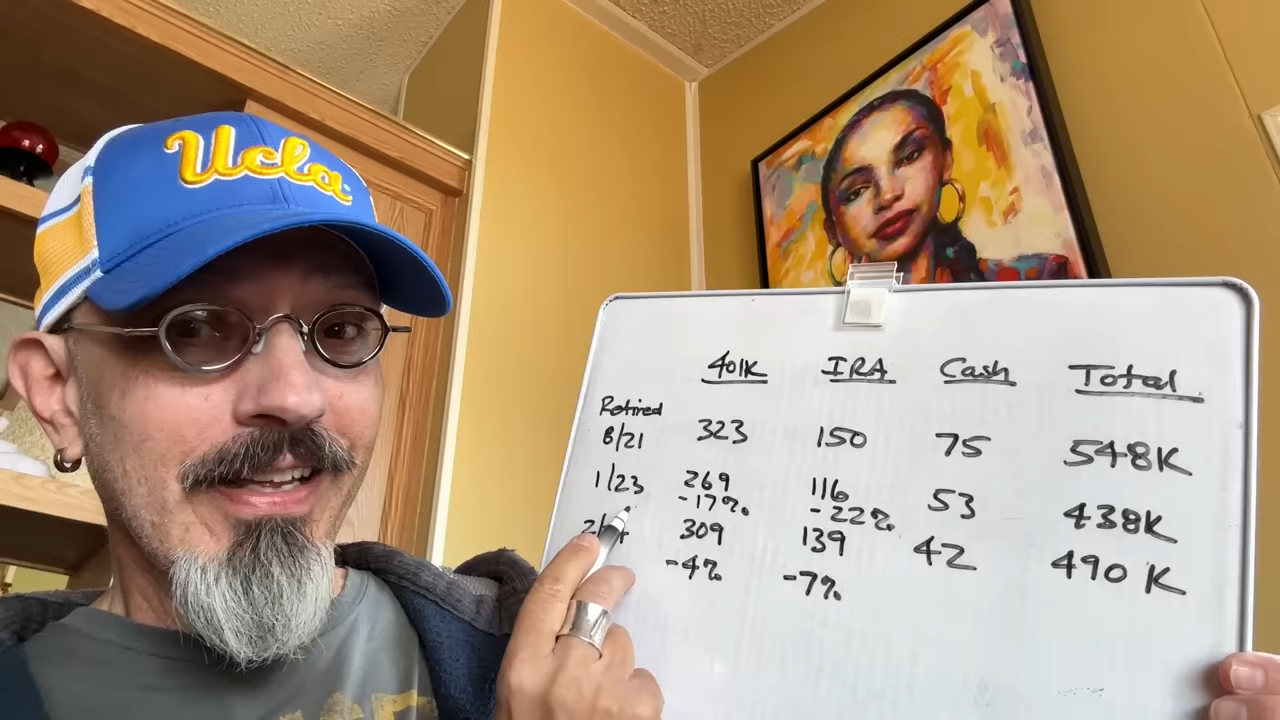 Ucla
401K IRA Cash Total
Retired
8/21 323 150 75 548K
1/23 269 116 53 438K
-17% -22%
309 139 42 490K
-4% -7%